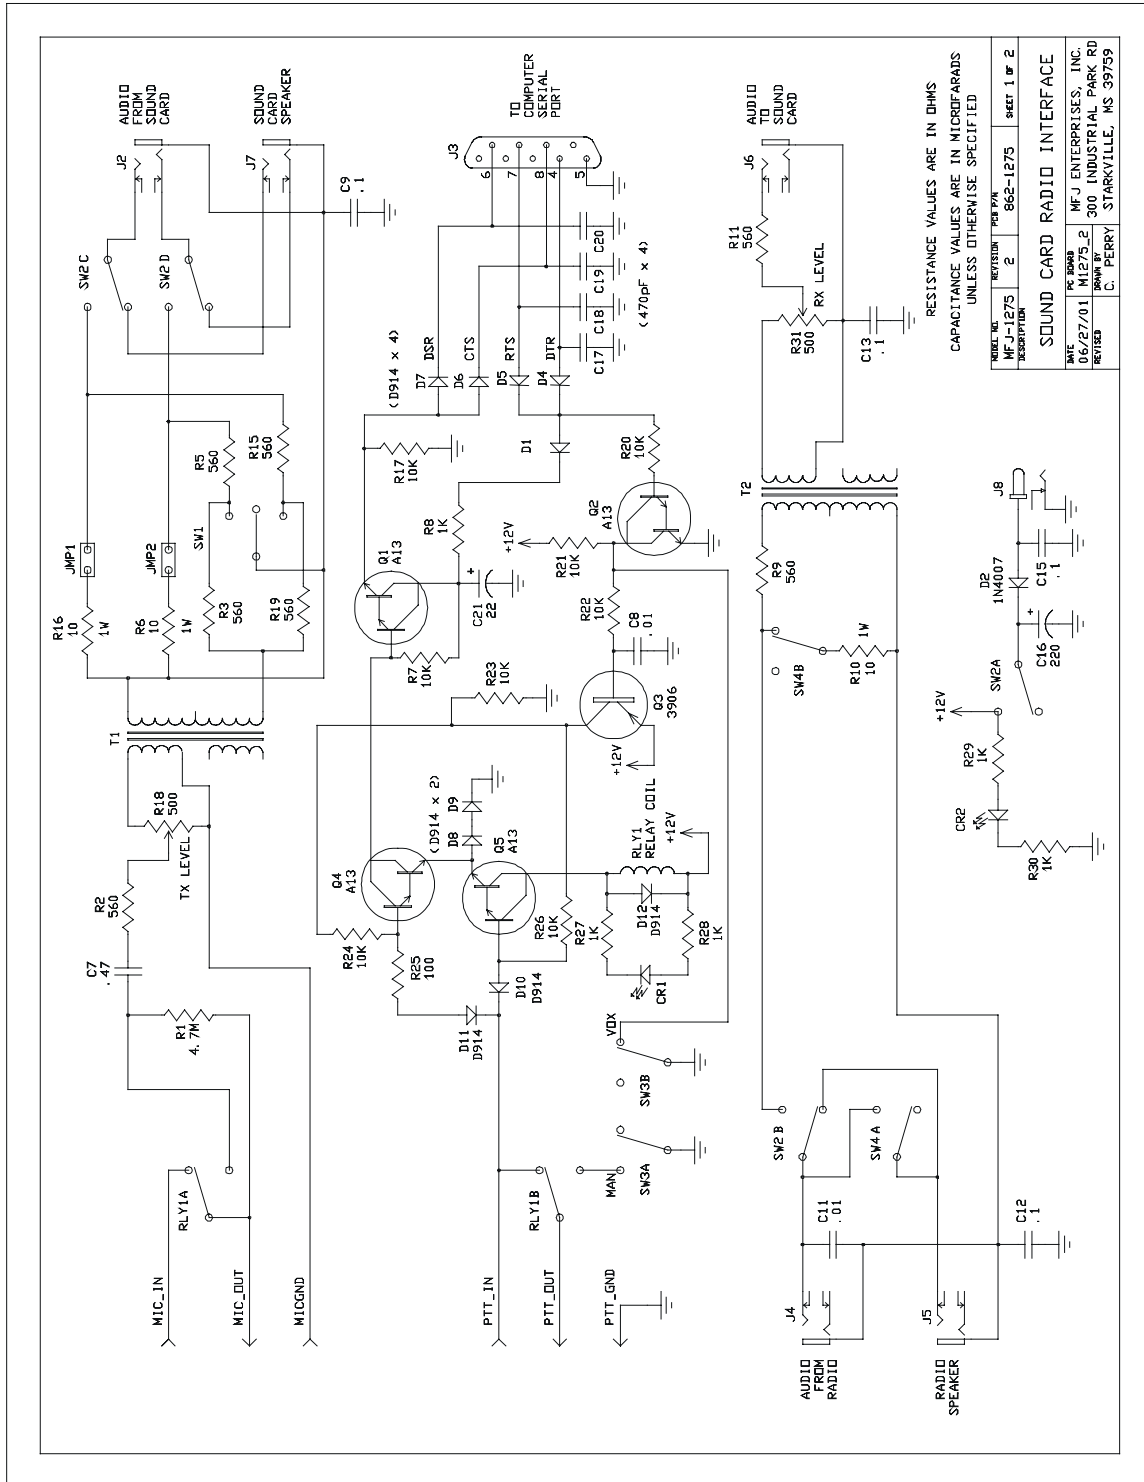 MIC_IN
MIC_OUT
MICGND
RLY1A
R1
4.7M
C7
.47
R2
560
TX LEVEL
R18
500
T1
R16
10
1W
JMP1
R6
10
1W
JMP2
R3
560
SW1
R19
560
R5
560
R15
560
SW2C
SW2D
J2
AUDIO
FROM
SOUND
CARD
J7
SOUND
CARD
SPEAKER
C9
.1
PTT_IN
PTT_OUT
PTT_GND
RLY1B
MAN
SW3A
SW3B
VOX
D11
D914
D10
D914
R24
10K
R25
100
Q4
A13
(D914 x 2)
D8
D9
Q5
A13
R26
10K
R27
1K
D12
D914
R28
1K
CR1
RLY1
RELAY COIL
+12V
+12V
Q3
3906
R23
10K
R7
10K
Q1
A13
C21
+
22
R8
1K
+12V
R21
10K
R22
10K
C8
.01
Q2
A13
R20
10K
D1
R17
10K
(D914 x 4)
D7
DSR
D6
CTS
D5
RTS
D4
DTR
C17
C18
C19
C20
(470pF x 4)
J3
6
7
8
4
5
TO
COMPUTER
SERIAL
PORT
AUDIO
FROM
RADIO
J4
RADIO
SPEAKER
J5
C11
.01
C12
.1
SW2B
SW4A
SW4B
R9
560
R10
10
1W
T2
R31
500
RX LEVEL
R11
560
C13
.1
J6
AUDIO
TO
SOUND
CARD
R30
1K
CR2
R29
1K
+12V
SW2A
C16
220
+
D2
1N4007
C15
.1
J8
RESISTANCE VALUES ARE IN OHMS
CAPACITANCE VALUES ARE IN MICROFARADS
UNLESS OTHERWISE SPECIFIED
MODEL NO. REVISION PCB P/N
MFJ-1275 2 862-1275 SHEET 1 OF 2
DESCRIPTION
SOUND CARD RADIO INTERFACE
DATE PC BOARD
06/27/01 M1275_2
REVISED DRAWN BY
C. PERRY
MFJ ENTERPRISES, INC.
300 INDUSTRIAL PARK RD
STARKVILLE, MS 39759